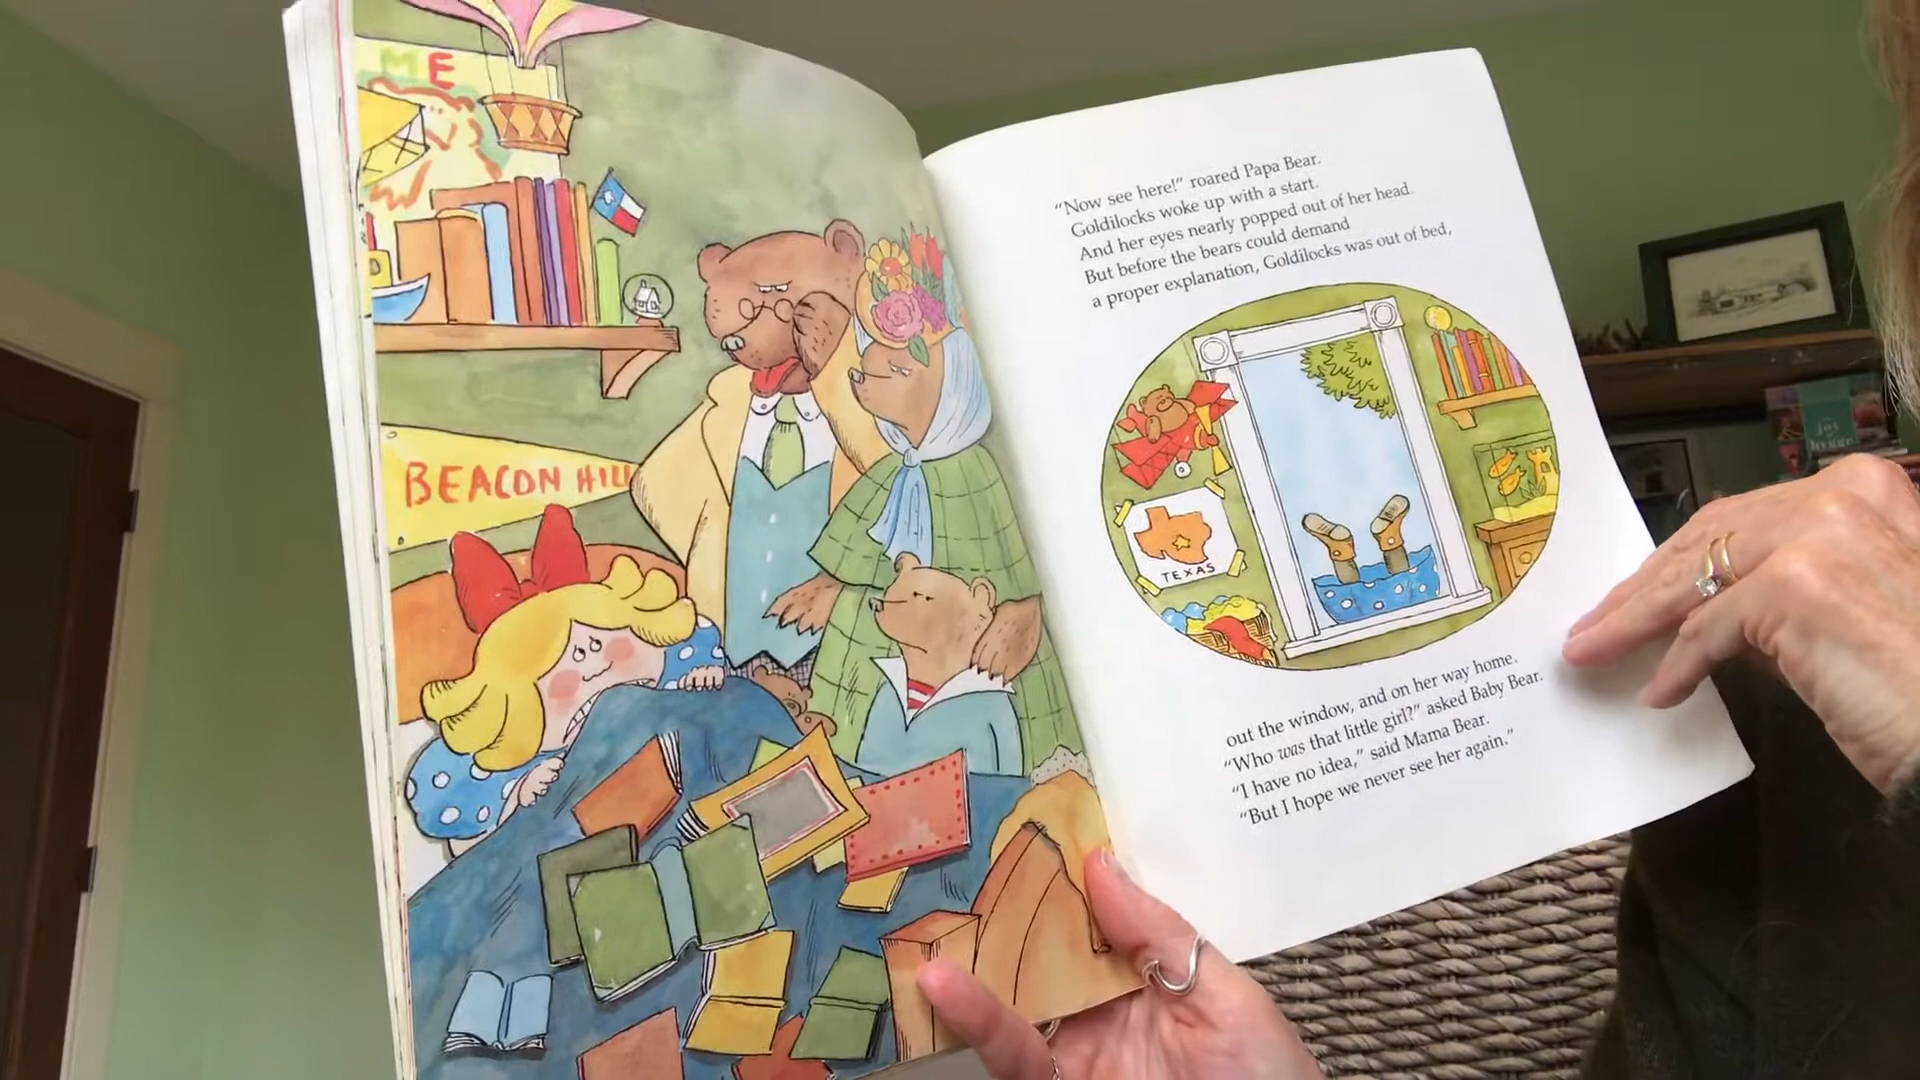 ME
BEACON HILL
"Now see here!" roared Papa Bear.
Goldilocks woke up with a start.
And her eyes nearly popped out of her head.
But before the bears could demand
a proper explanation, Goldilocks was out of bed,
TEXAS
out the window, and on her way home.
"Who was that little girl?" asked Baby Bear.
"I have no idea," said Mama Bear.
"But I hope we never see her again."